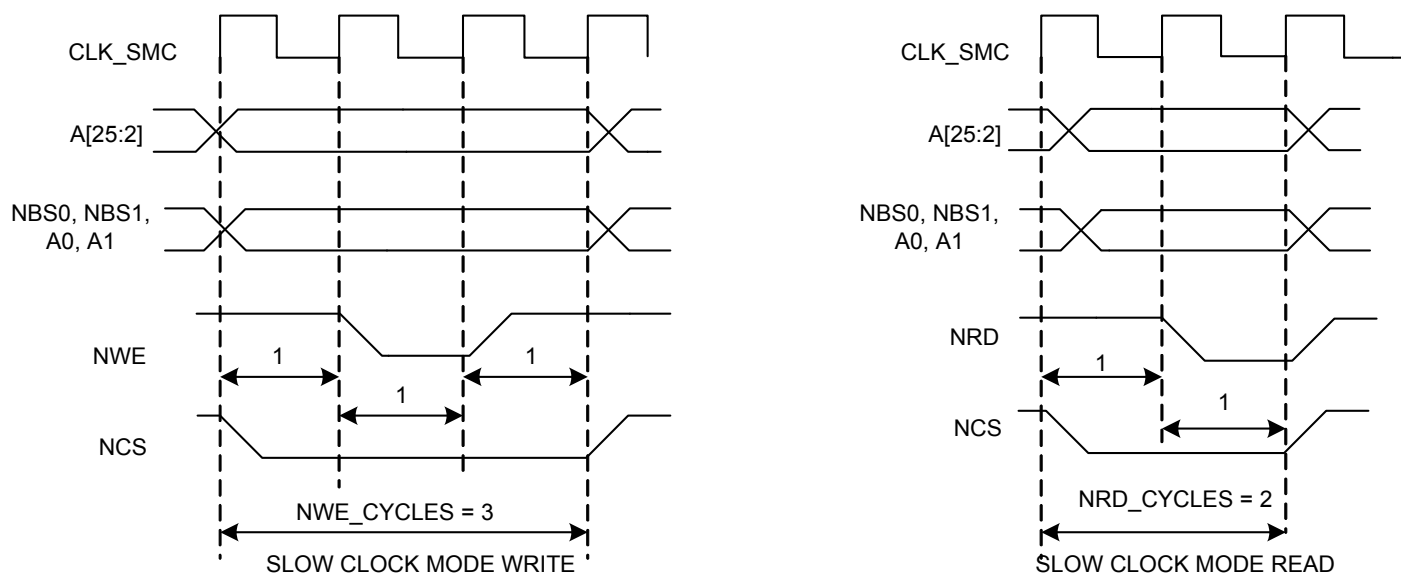 CLK_SMC
A[25:2]
NBS0, NBS1,
A0, A1
NWE
1
1
1
NCS
NWE_CYCLES = 3
SLOW CLOCK MODE WRITE
CLK_SMC
A[25:2]
NBS0, NBS1,
A0, A1
NRD
1
1
NCS
NRD_CYCLES = 2
SLOW CLOCK MODE READ